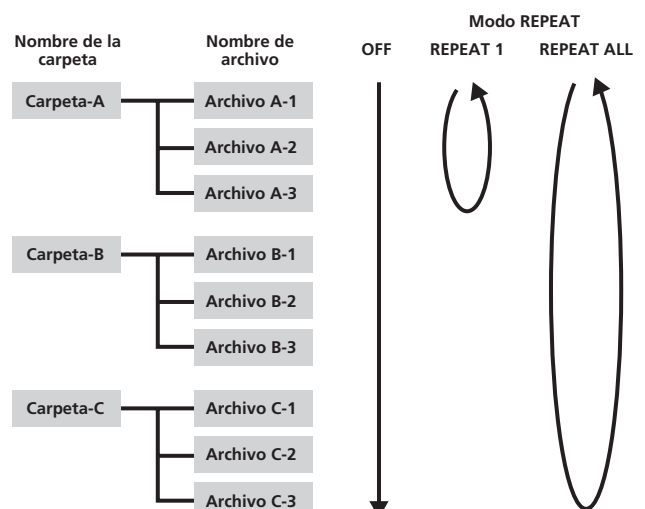 Modo REPEAT
Nombre de la
carpeta
Nombre de
archivo
OFF
REPEAT 1
REPEAT ALL
Carpeta-A
Archivo A-1
Archivo A-2
Archivo A-3
Carpeta-B
Archivo B-1
Archivo B-2
Archivo B-3
Carpeta-C
Archivo C-1
Archivo C-2
Archivo C-3